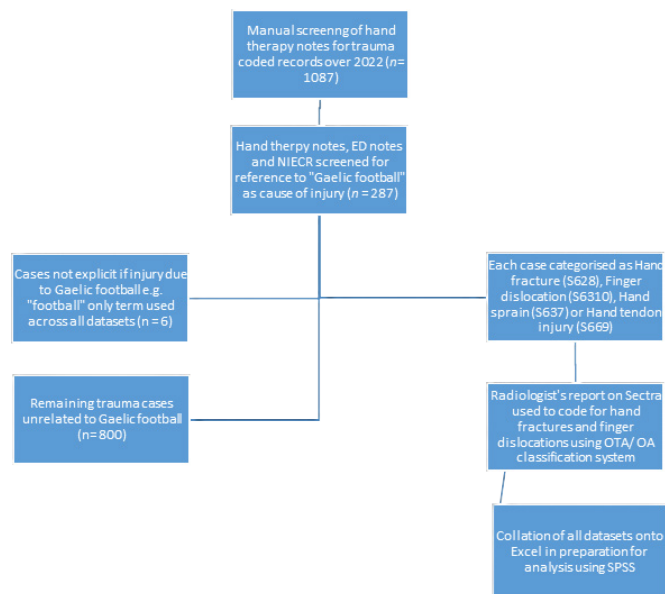 Manual screenng of hand
therapy notes for trauma
coded records over 2022 (n=
1087)
Hand therpy notes, ED notes
and NIECR screened for
reference to "Gaelic football"
as cause of injury (n = 287)
Cases not explicit if injury due
to Gaelic football e.g.
"football" only term used
across all datasets (n = 6)
Each case categorised as Hand
fracture (S628), Finger
dislocation (S6310), Hand
sprain (S637) or Hand tendon
injury (S669)
Remaining trauma cases
unrelated to Gaelic football
(n= 800)
Radiologist's report on Sectra
used to code for hand
fractures and finger
dislocations using OTA/ OA
classification system
Collation of all datasets onto
Excel in preparation for
analysis using SPSS